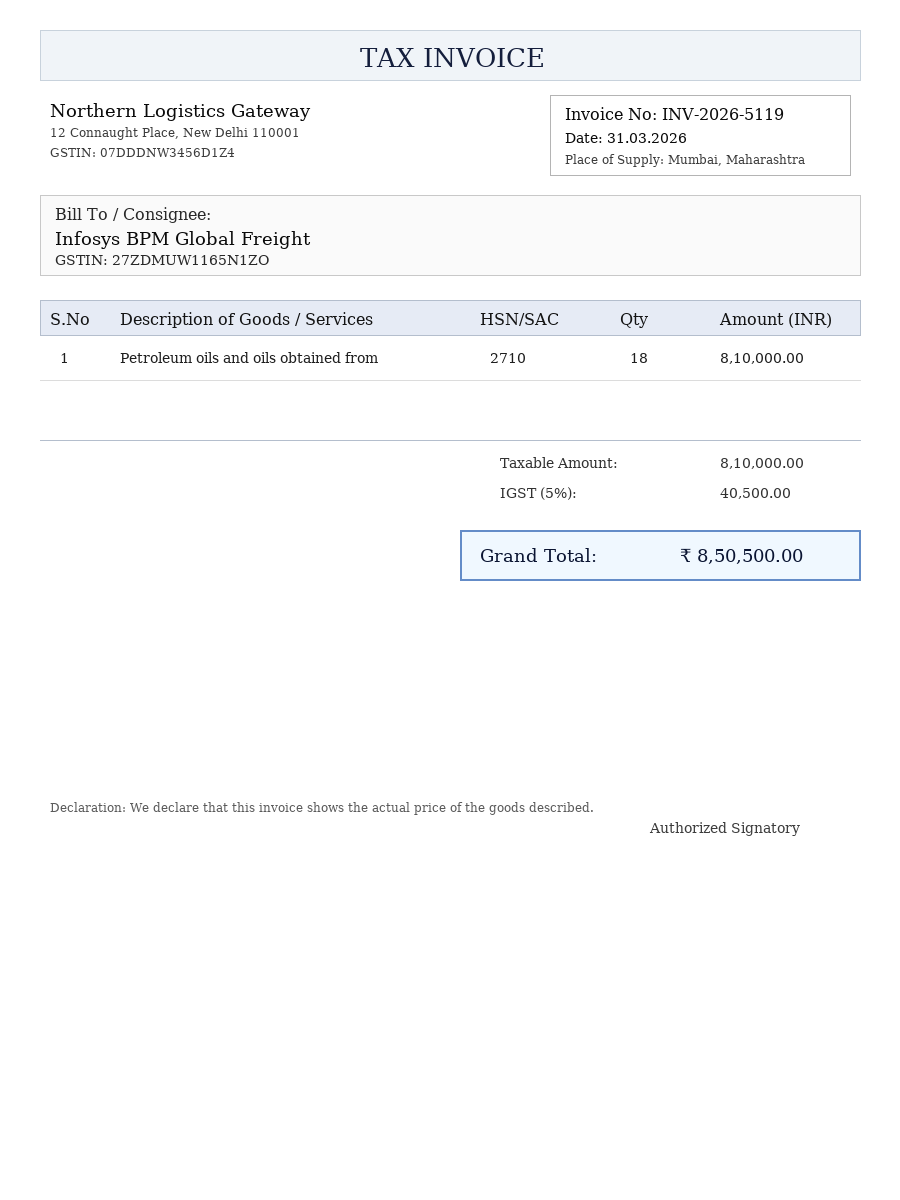 TAX INVOICE
Northern Logistics Gateway
12 Connaught Place, New Delhi 110001
GSTIN: 07DDDNW3456D1Z4
Invoice No: INV-2026-5119
Date: 31.03.2026
Place of Supply: Mumbai, Maharashtra
Bill To / Consignee:
Infosys BPM Global Freight
GSTIN: 27ZDMUW1165N1ZO
S.No Description of Goods / Services HSN/SAC Qty Amount (INR)
1 Petroleum oils and oils obtained from 2710 18 8,10,000.00
Taxable Amount: 8,10,000.00
IGST (5%): 40,500.00
Grand Total: ₹ 8,50,500.00
Declaration: We declare that this invoice shows the actual price of the goods described.
Authorized Signatory